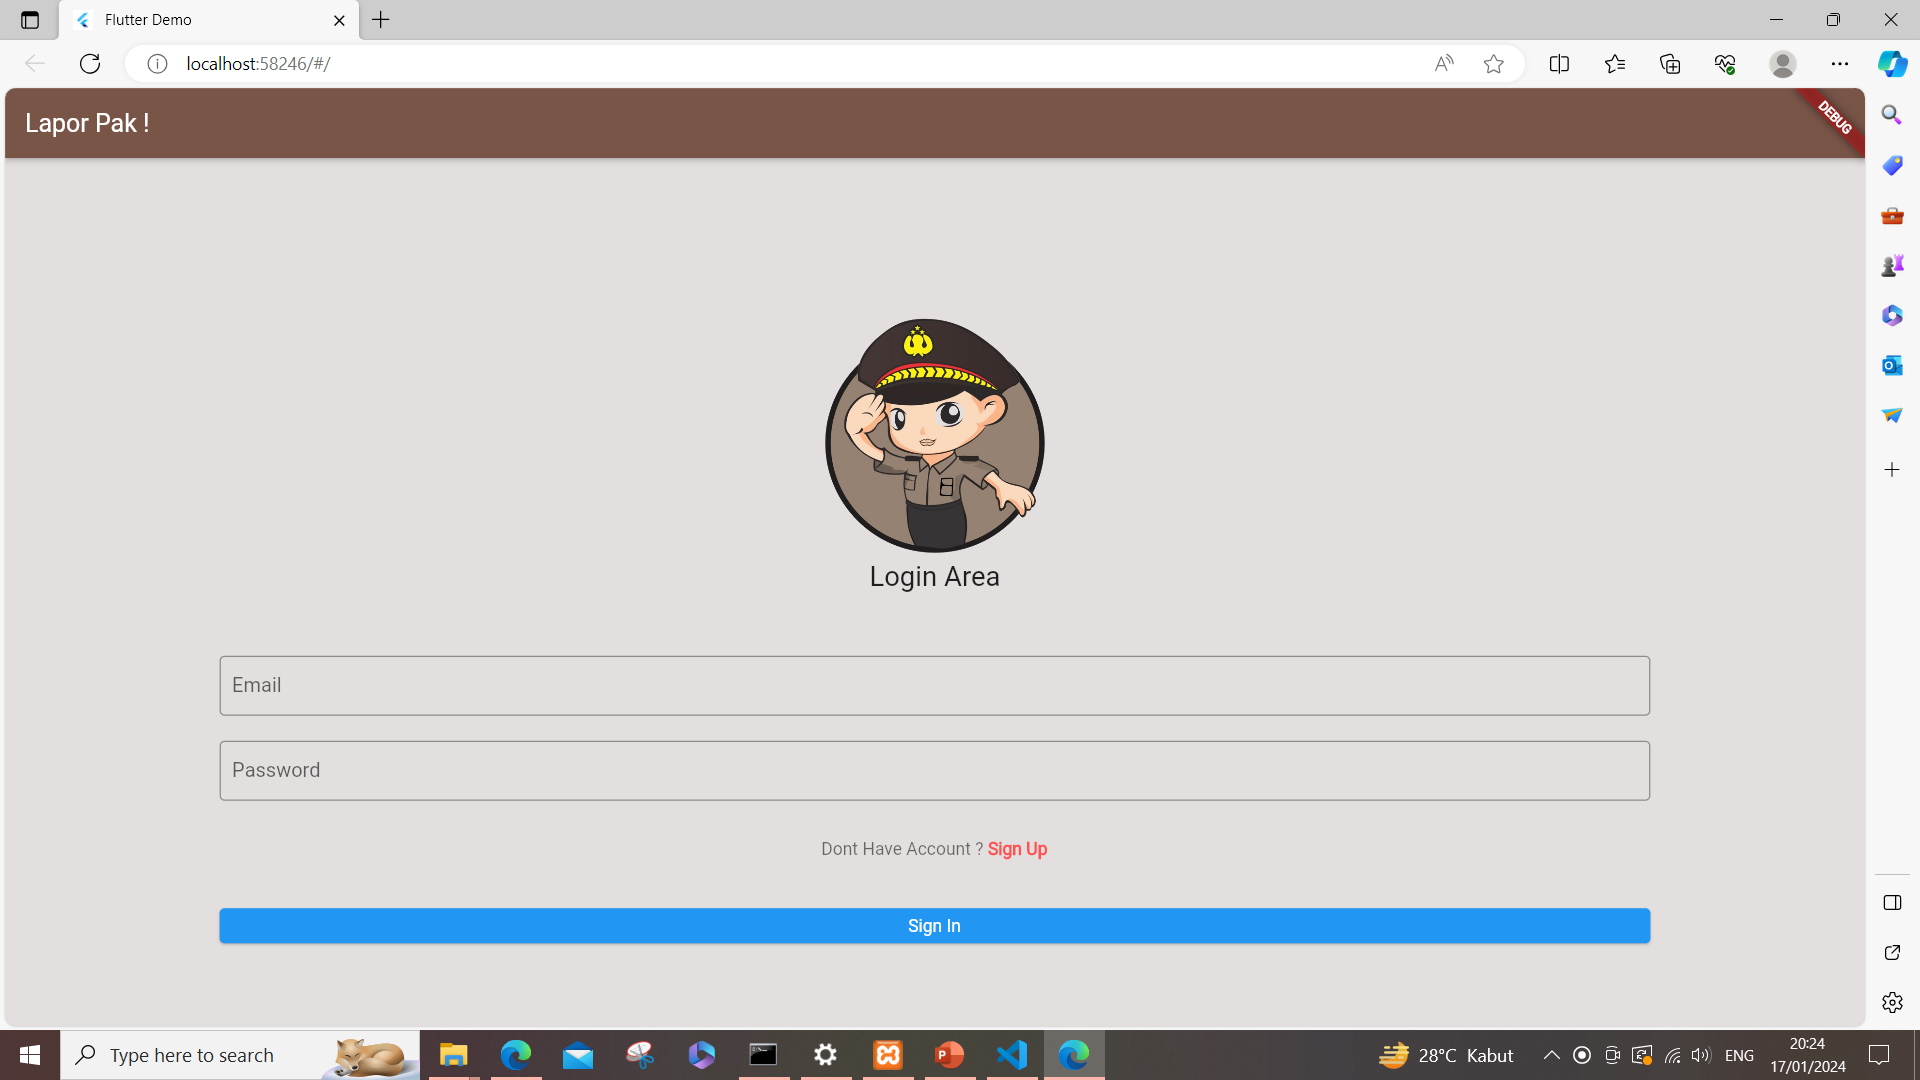 Flutter Demo
localhost:58246/#/
Lapor Pak !
DEBUG
Login Area
Email
Password
Dont Have Account ? Sign Up
Sign In
Type here to search
28°C Kabut
ENG
20:24
17/01/2024